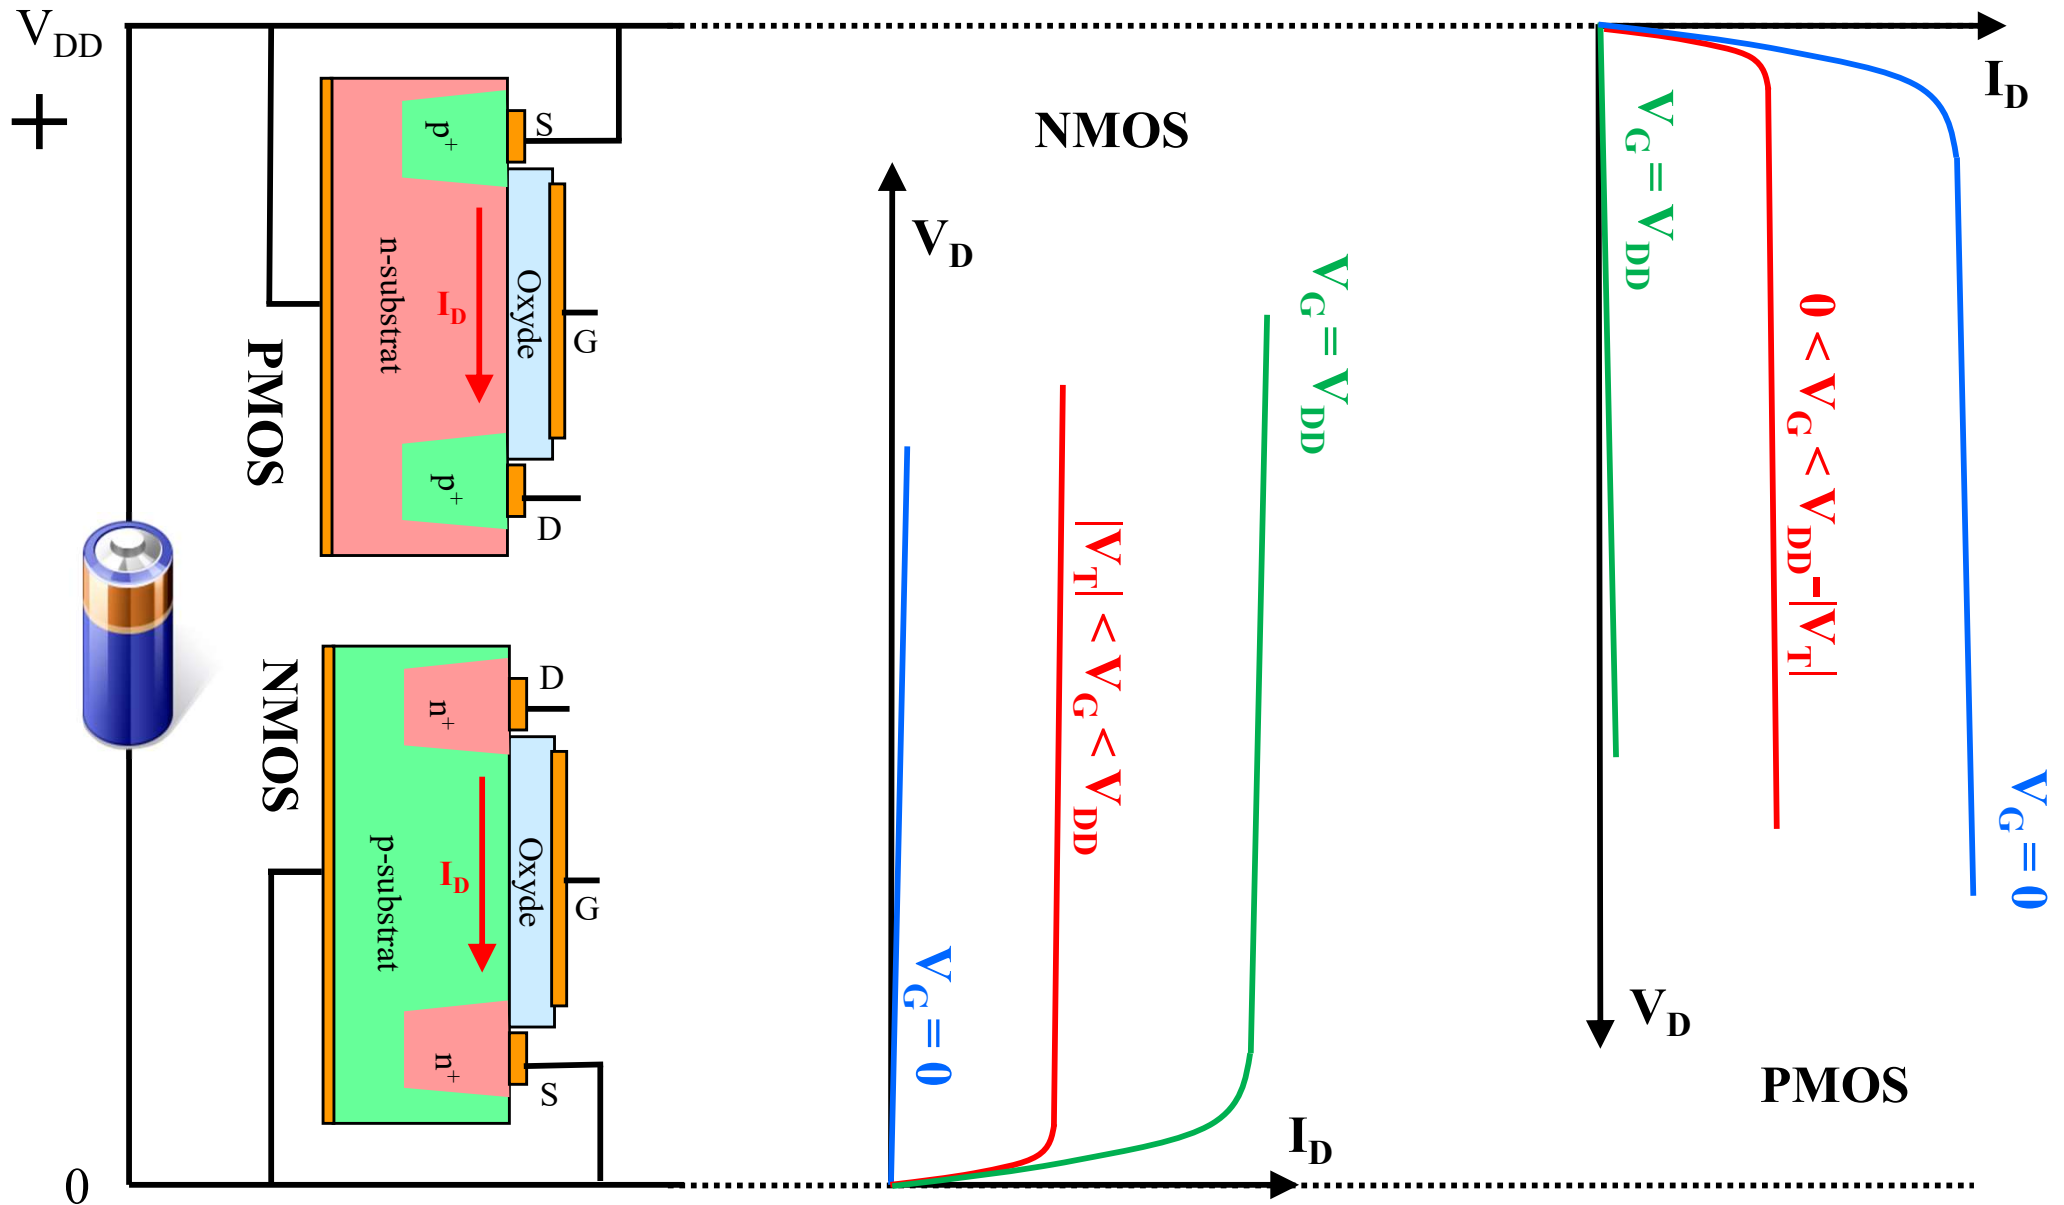 V_DD
+
S
p⁺
n-substrat
I_D
Oxyde
G
PMOS
p⁺
D
NMOS
D
n⁺
p-substrat
I_D
Oxyde
G
n⁺
S
0
NMOS
V_D
V_G = V_DD
|V_T| < V_G < V_DD
V_G = 0
I_D
I_D
V_G = V_DD
0 < V_G < V_DD-|V_T|
V_G = 0
V_D
PMOS